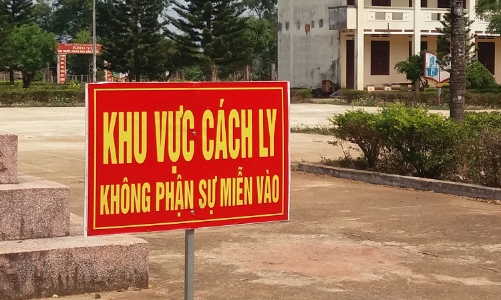 KHU VỰC CÁCH LY
KHÔNG PHẬN SỰ MIỄN VÀO